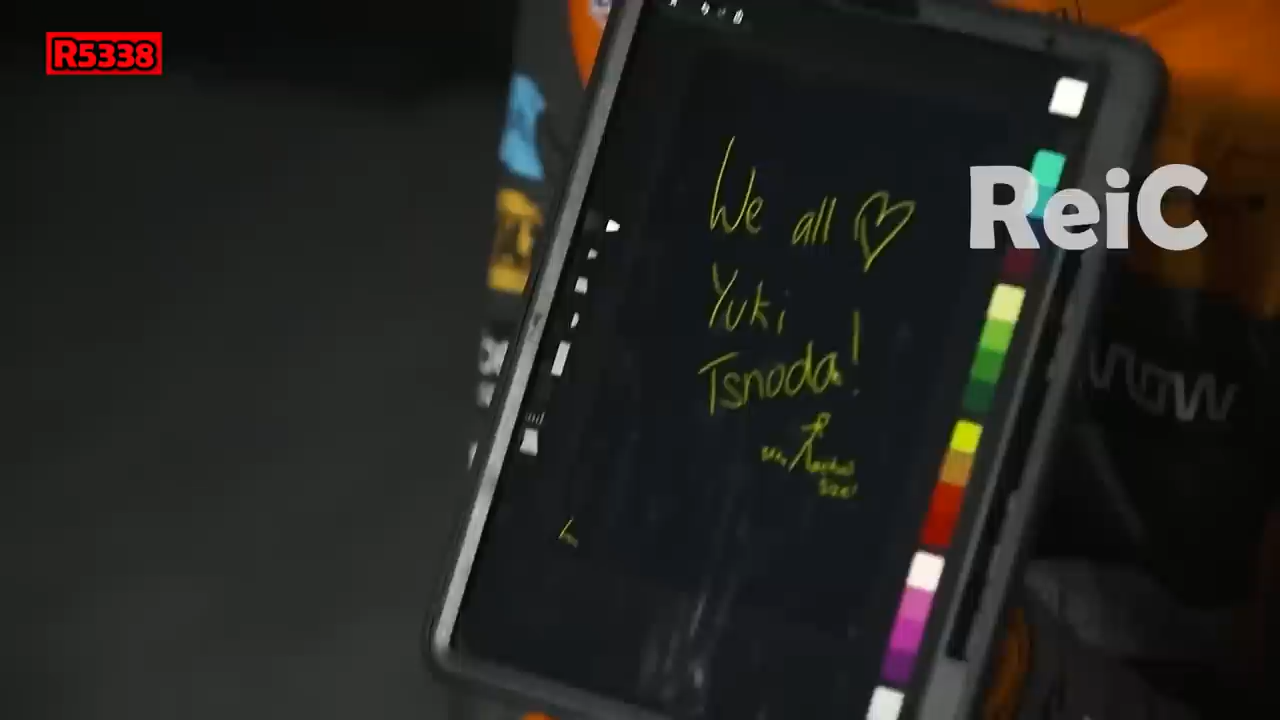 R5338
ReiC
We all ♡
Yuki
Tsnoda!